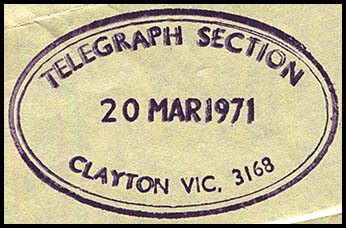 TELEGRAPH SECTION
20 MAR 1971
CLAYTON VIC. 3168